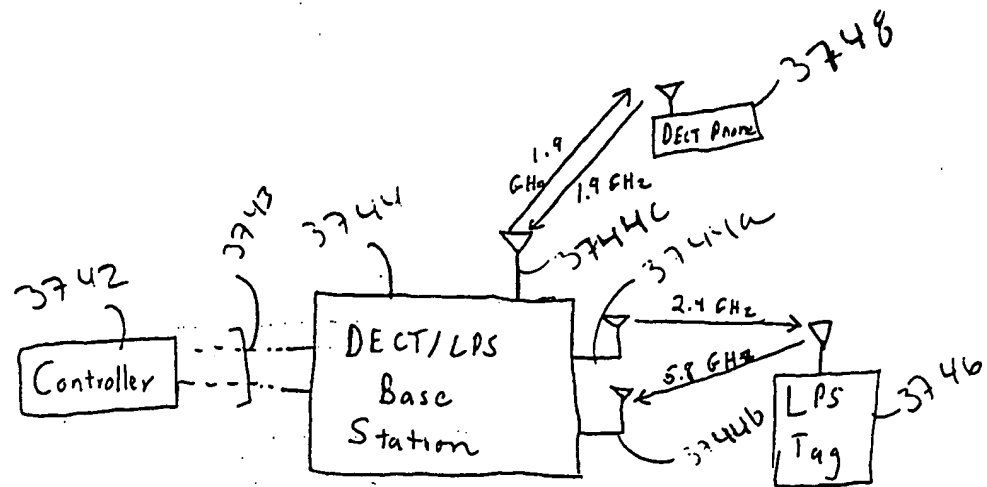 3748
DECT Phone
1.9
GHz
1.9 GHz
3744c
3744a
3744
3743
3742
Controller
DECT/LPS
Base
Station
2.4 GHz
5.8 GHz
3744b
LPS
Tag
3746